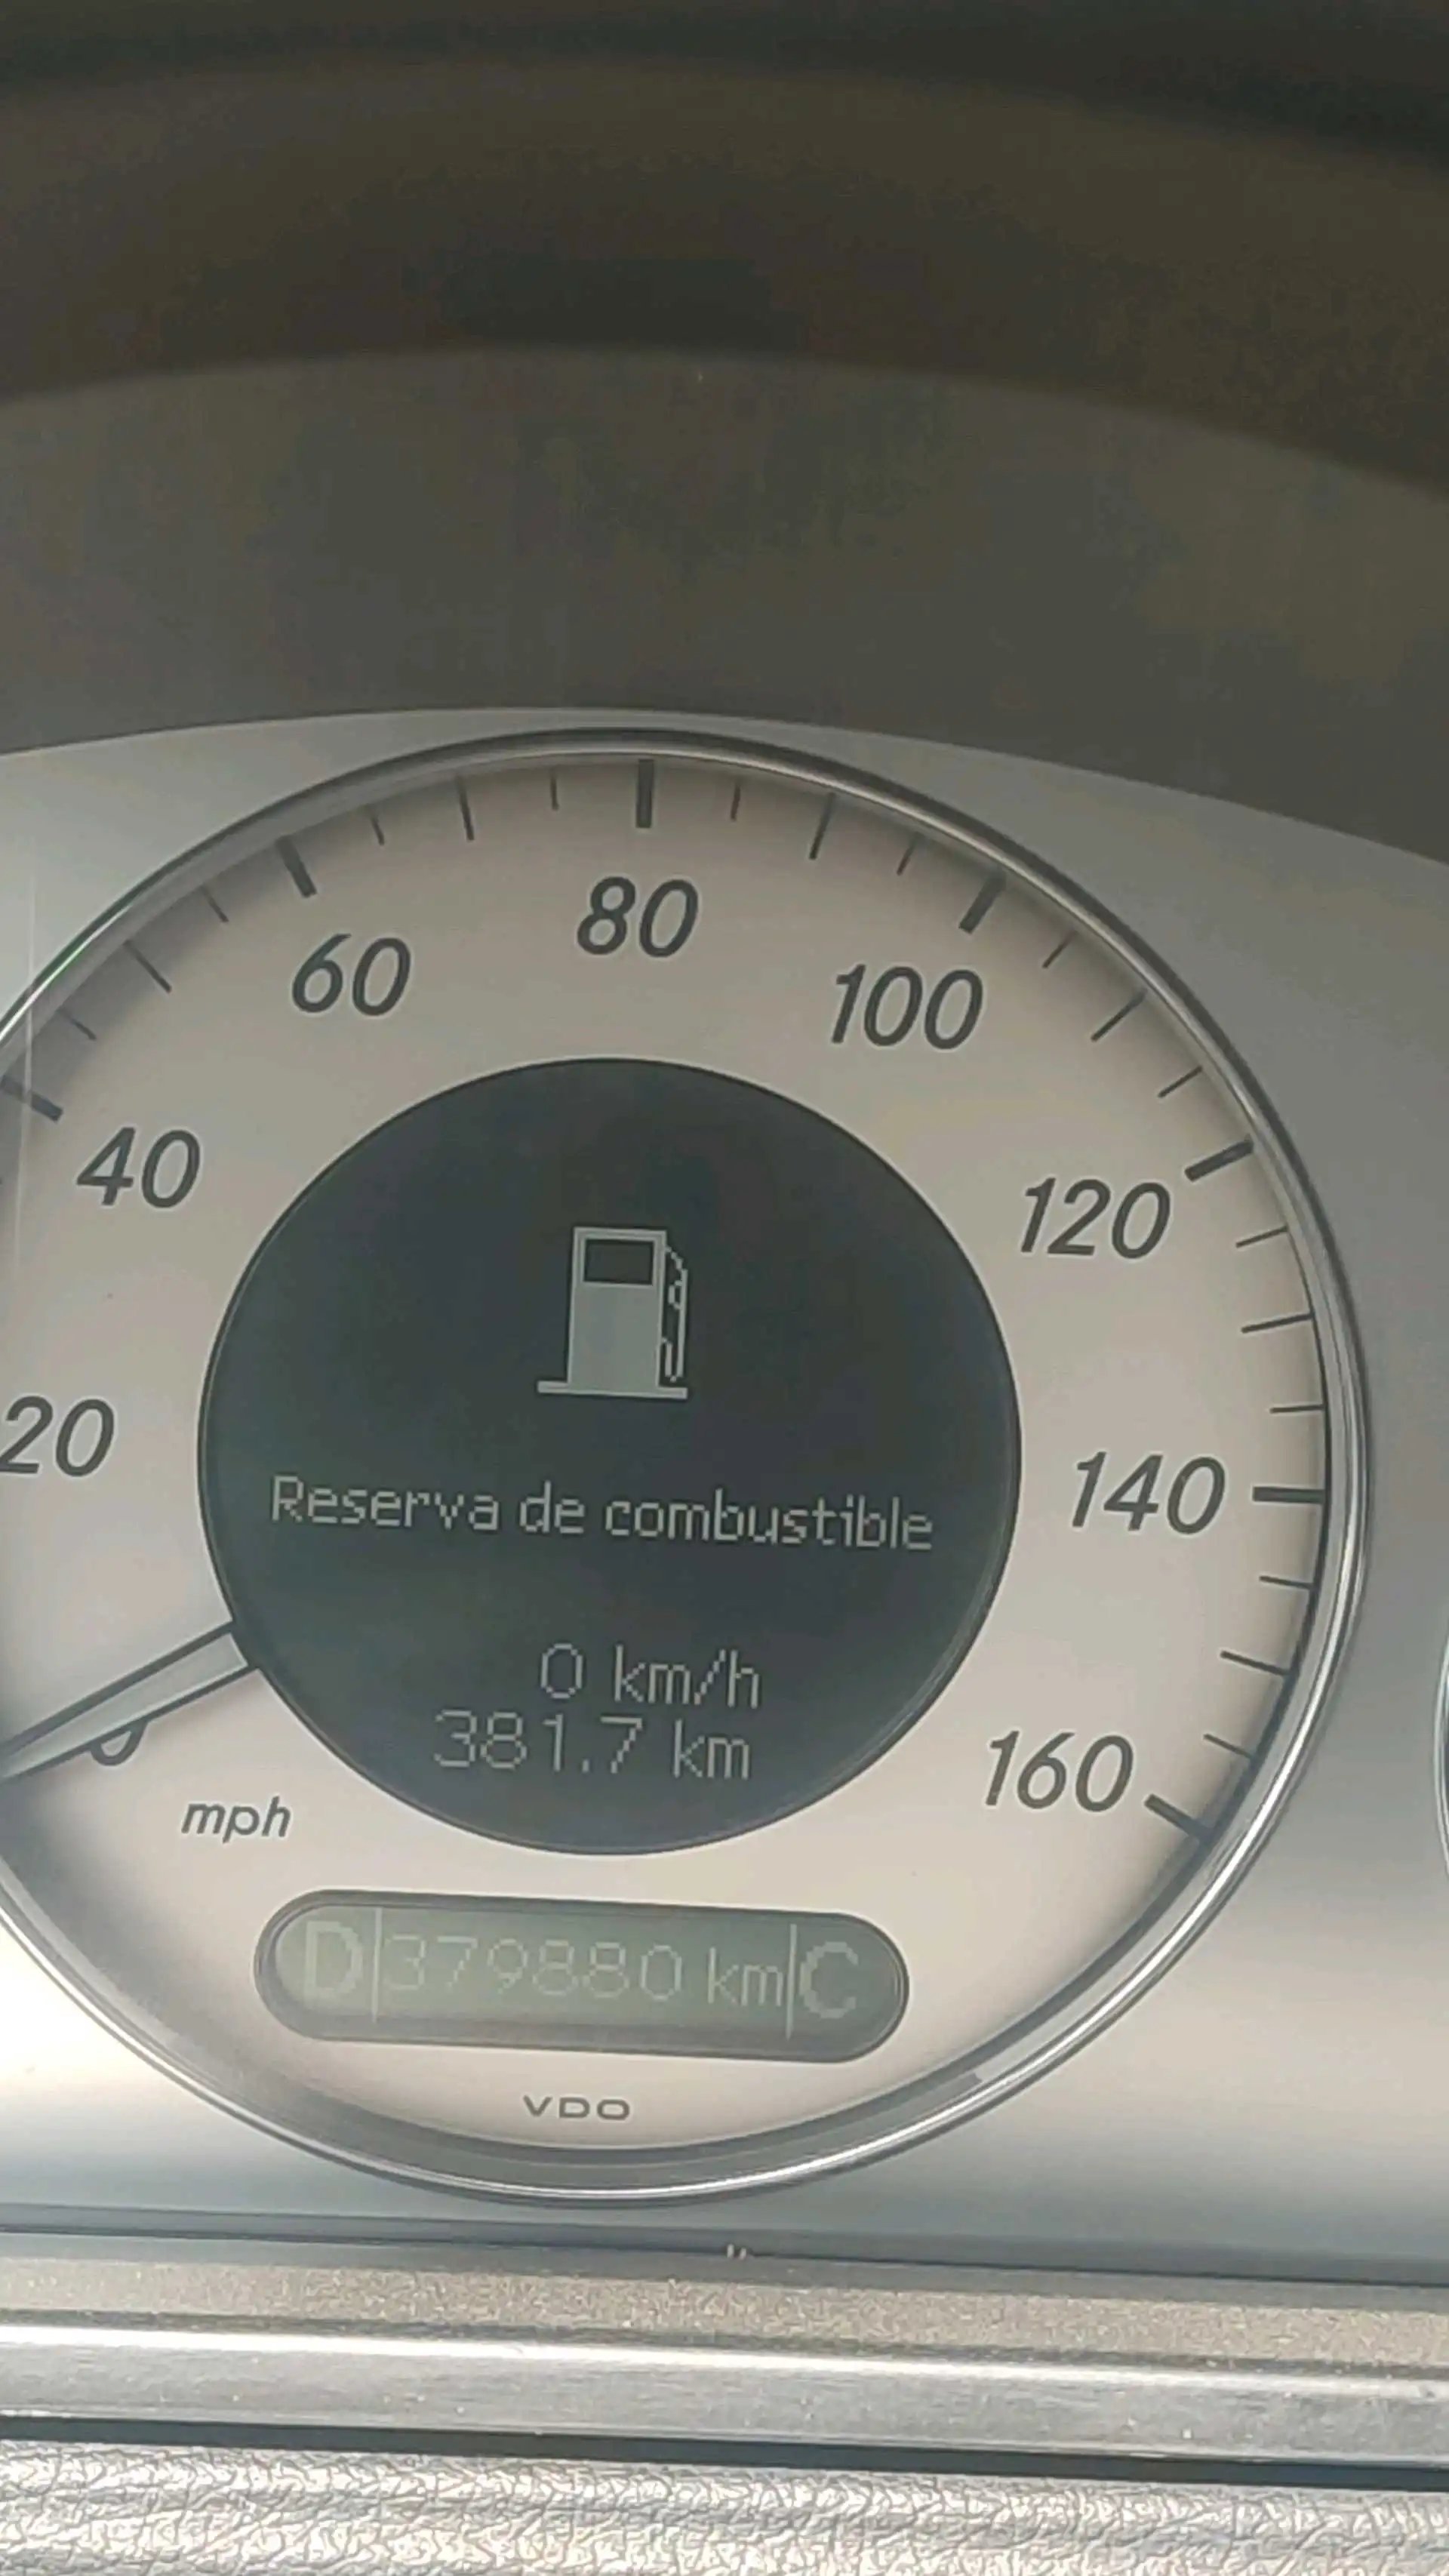 80
60
100
40
120
20
140
Reserva de combustible
0 km/h
381.7 km
160
mph
D 379880 km C
VDO